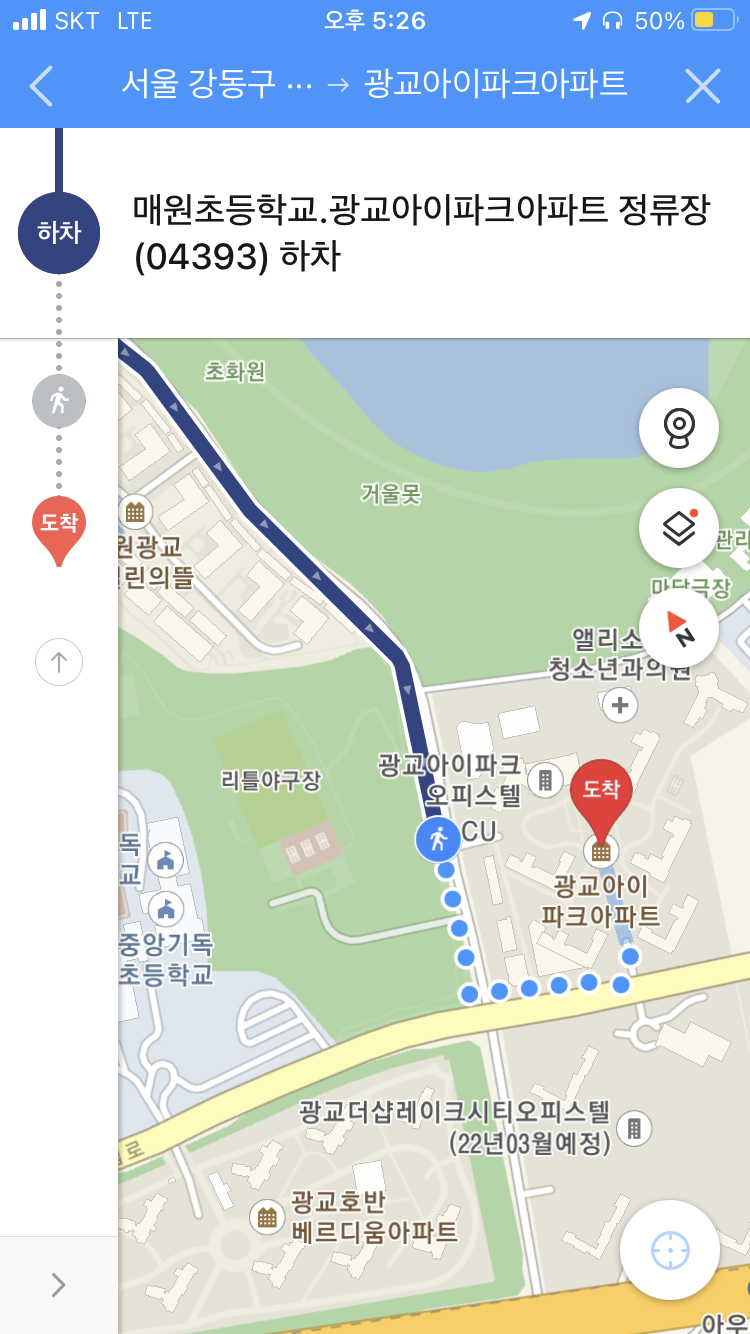 SKT LTE 오후 5:26 50%
서울 강동구 ··· → 광교아이파크아파트
하차
매원초등학교.광교아이파크아파트 정류장
(04393) 하차
도착
초화원
거울못
원광교
린의뜰
관리
마당극장
N
앨리소
청소년과의원
리틀야구장
광교아이파크
오피스텔
CU
도착
광교아이
파크아파트
독
교
중앙기독
초등학교
로
광교더샵레이크시티오피스텔
(22년03월예정)
광교호반
베르디움아파트
아우